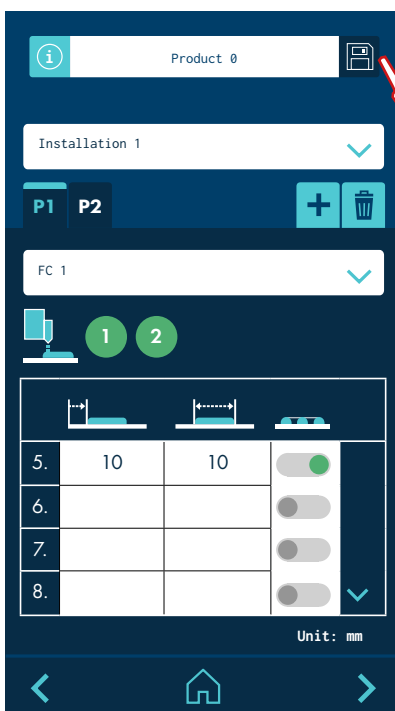 Product 0
Installation 1
P1 P2
FC 1
1 2
5. 10 10
6.
7.
8.
Unit: mm